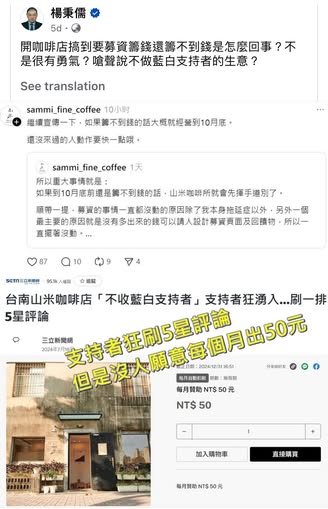 楊秉儒
5d
開咖啡店搞到要募資籌錢還籌不到錢是怎麼回事？不
是很有勇氣？嗆聲說不做藍白支持者的生意？
See translation
sammi_fine_coffee 10小時
繼續宣傳一下，如果籌不到錢的話大概就經營到10月底。
還沒來過的人動作要快一點哦。
sammi_fine_coffee 1天
所以重大事情就是：
如果到10月底前還是籌不到錢的話，山米咖啡所就會先揮手道別了。
順帶一提，募資的事情一直都沒動的原因除了我本身拖延症以外，另外一個
最主要的原因就是沒有多出來的錢可以請人設計募資頁面及回饋物，所以一
直擺著沒動。...
87 10 9 4
SETN 三立新聞網
台南山米咖啡店「不收藍白支持者」支持者狂湧入...刷一排
5星評論
三立新聞網
支持者狂刷5星評論
但是沒人願意每個月出50元
每月贊助 NT$ 50 元
NT$ 50
− 1 +
加入購物車 直接購買
每月贊助 NT$ 50 元